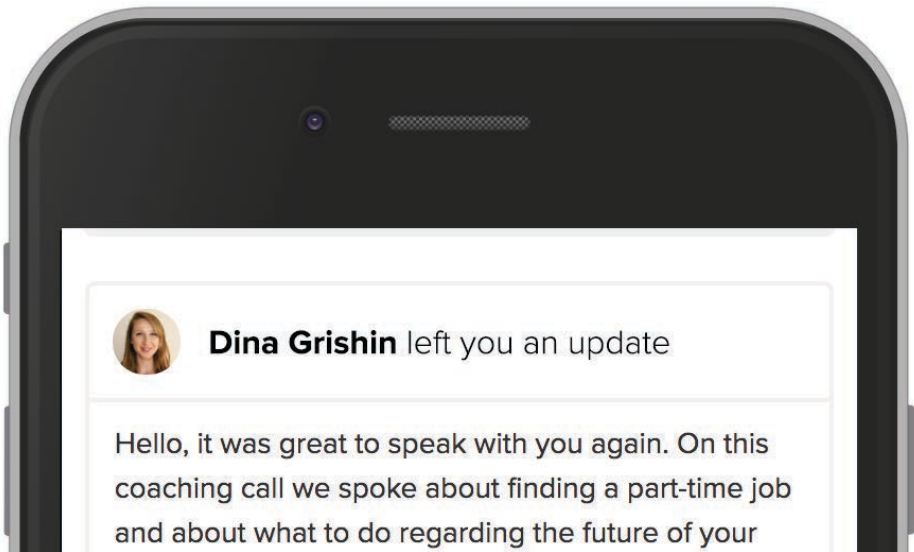 Dina Grishin left you an update
Hello, it was great to speak with you again. On this
coaching call we spoke about finding a part-time job
and about what to do regarding the future of your